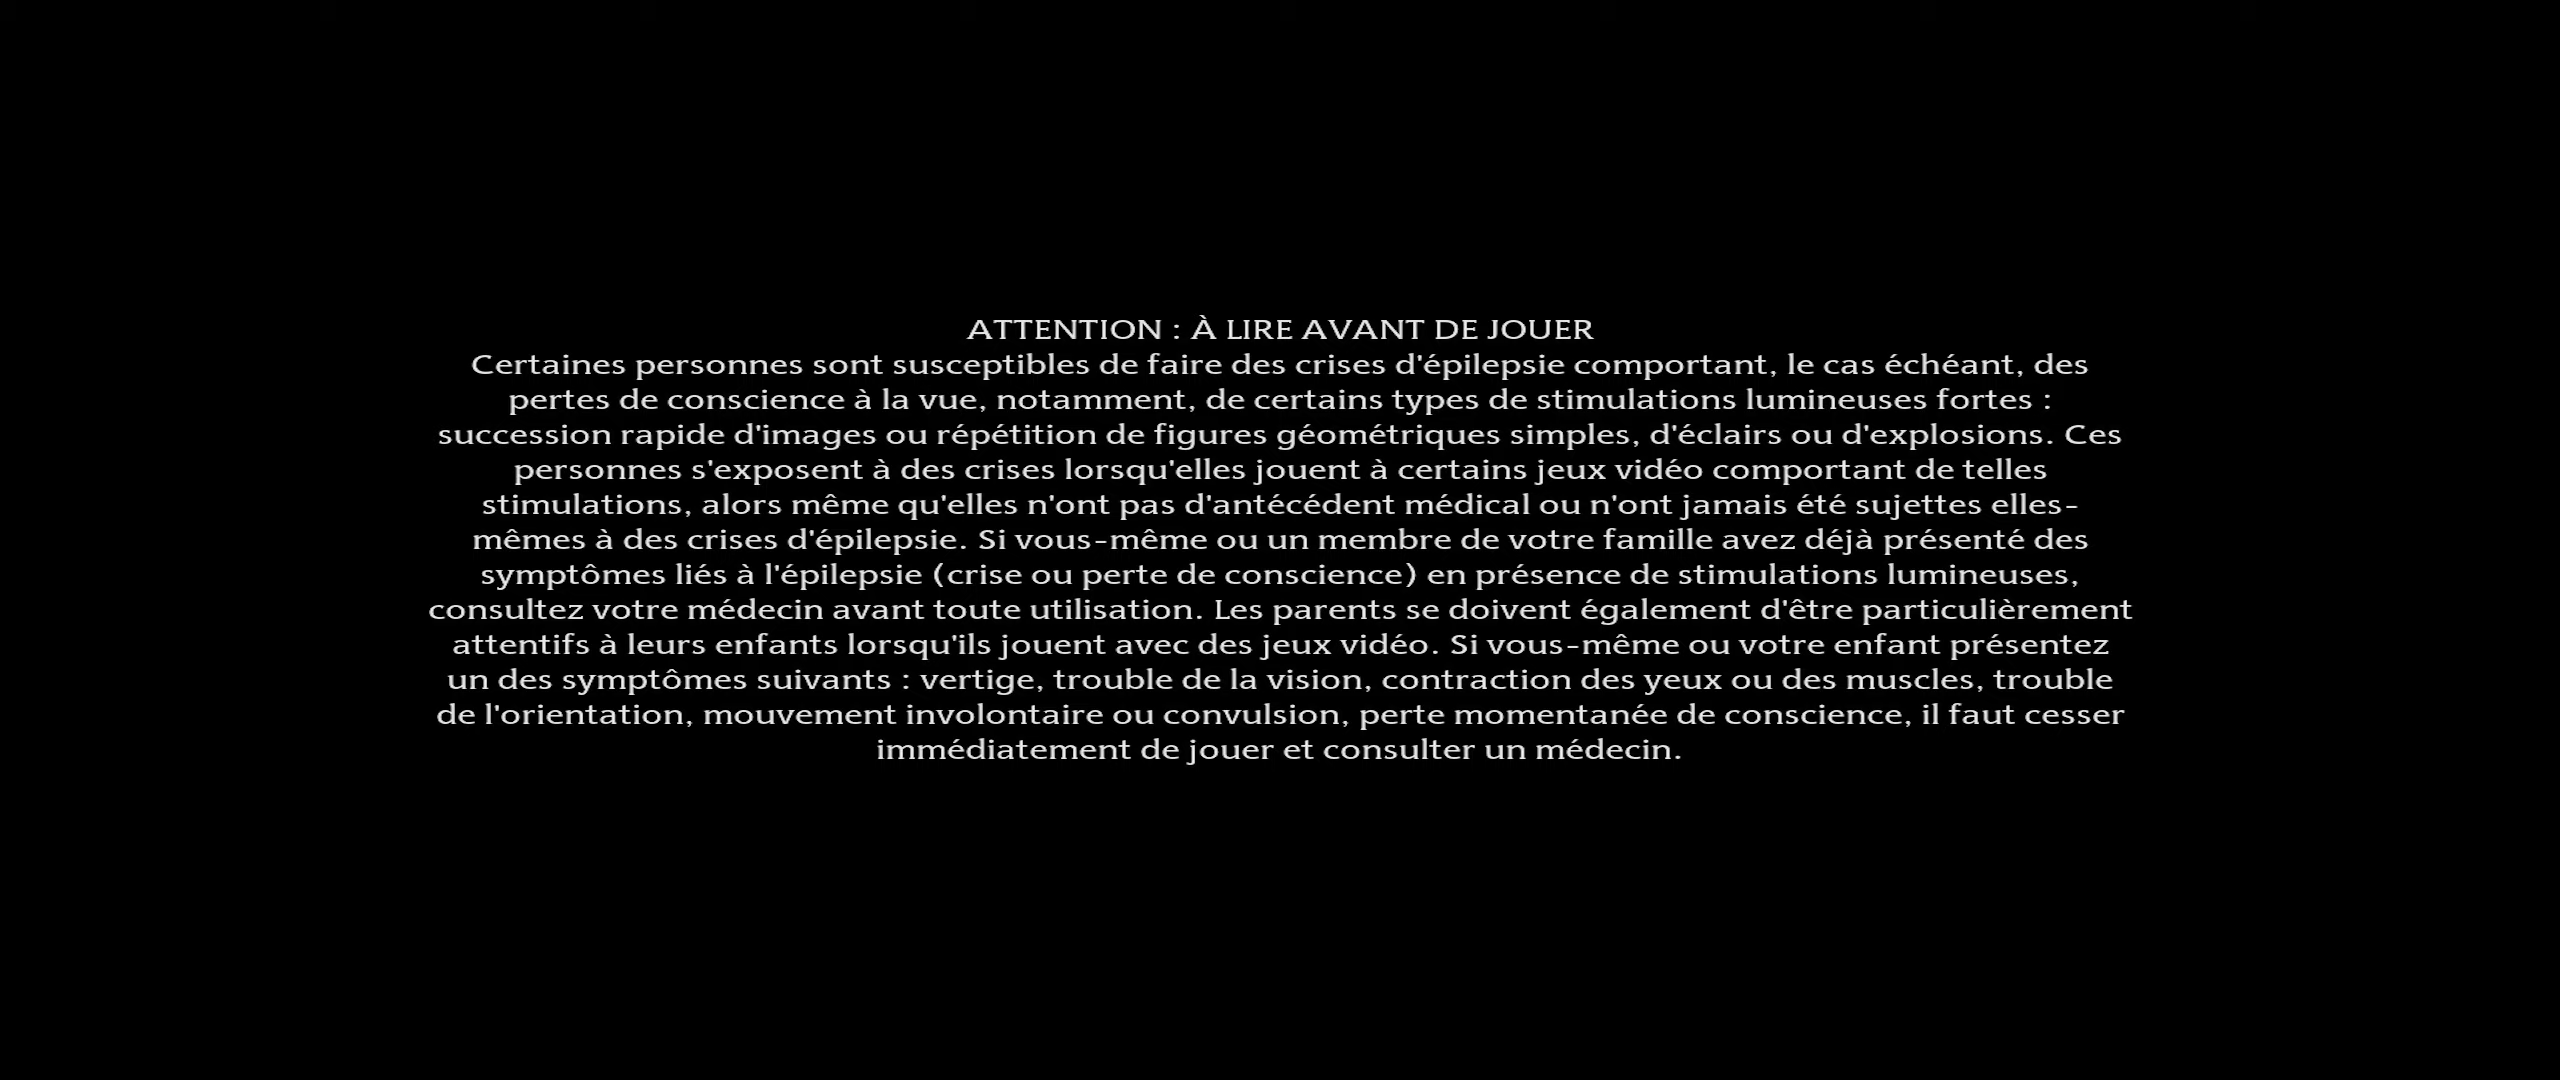 ATTENTION : À LIRE AVANT DE JOUER
Certaines personnes sont susceptibles de faire des crises d'épilepsie comportant, le cas échéant, des
pertes de conscience à la vue, notamment, de certains types de stimulations lumineuses fortes :
succession rapide d'images ou répétition de figures géométriques simples, d'éclairs ou d'explosions. Ces
personnes s'exposent à des crises lorsqu'elles jouent à certains jeux vidéo comportant de telles
stimulations, alors même qu'elles n'ont pas d'antécédent médical ou n'ont jamais été sujettes elles-
mêmes à des crises d'épilepsie. Si vous-même ou un membre de votre famille avez déjà présenté des
symptômes liés à l'épilepsie (crise ou perte de conscience) en présence de stimulations lumineuses,
consultez votre médecin avant toute utilisation. Les parents se doivent également d'être particulièrement
attentifs à leurs enfants lorsqu'ils jouent avec des jeux vidéo. Si vous-même ou votre enfant présentez
un des symptômes suivants : vertige, trouble de la vision, contraction des yeux ou des muscles, trouble
de l'orientation, mouvement involontaire ou convulsion, perte momentanée de conscience, il faut cesser
immédiatement de jouer et consulter un médecin.